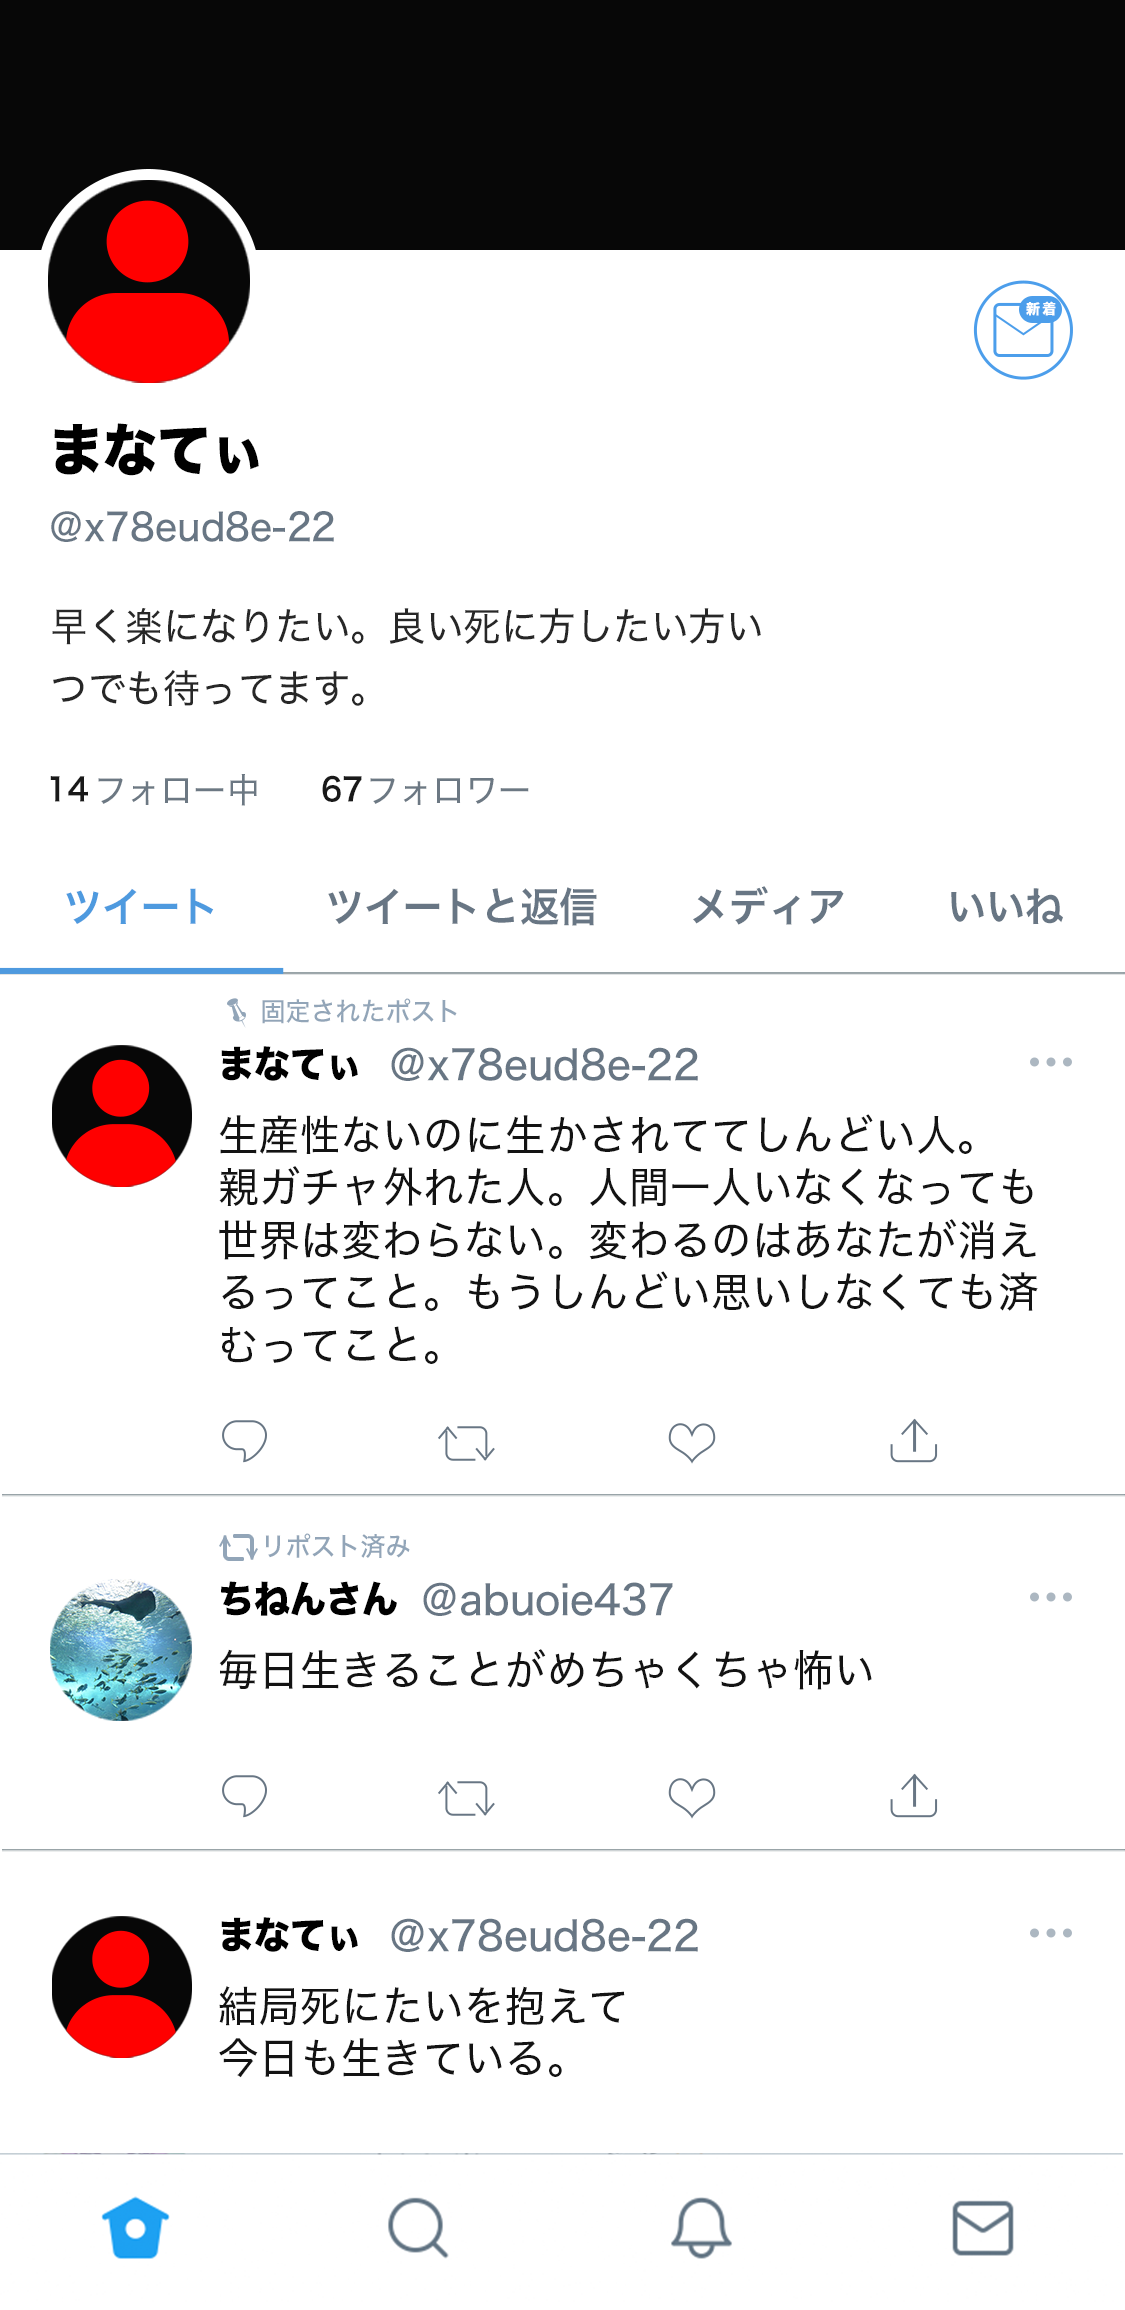 新着
まなてぃ
@x78eud8e-22
早く楽になりたい。良い死に方したい方い
つでも待ってます。
14フォロー中 67フォロワー
ツイート ツイートと返信 メディア いいね
固定されたポスト
まなてぃ @x78eud8e-22
生産性ないのに生かされててしんどい人。
親ガチャ外れた人。人間一人いなくなっても
世界は変わらない。変わるのはあなたが消え
るってこと。もうしんどい思いしなくても済
むってこと。
リポスト済み
ちねんさん @abuoie437
毎日生きることがめちゃくちゃ怖い
まなてぃ @x78eud8e-22
結局死にたいを抱えて
今日も生きている。